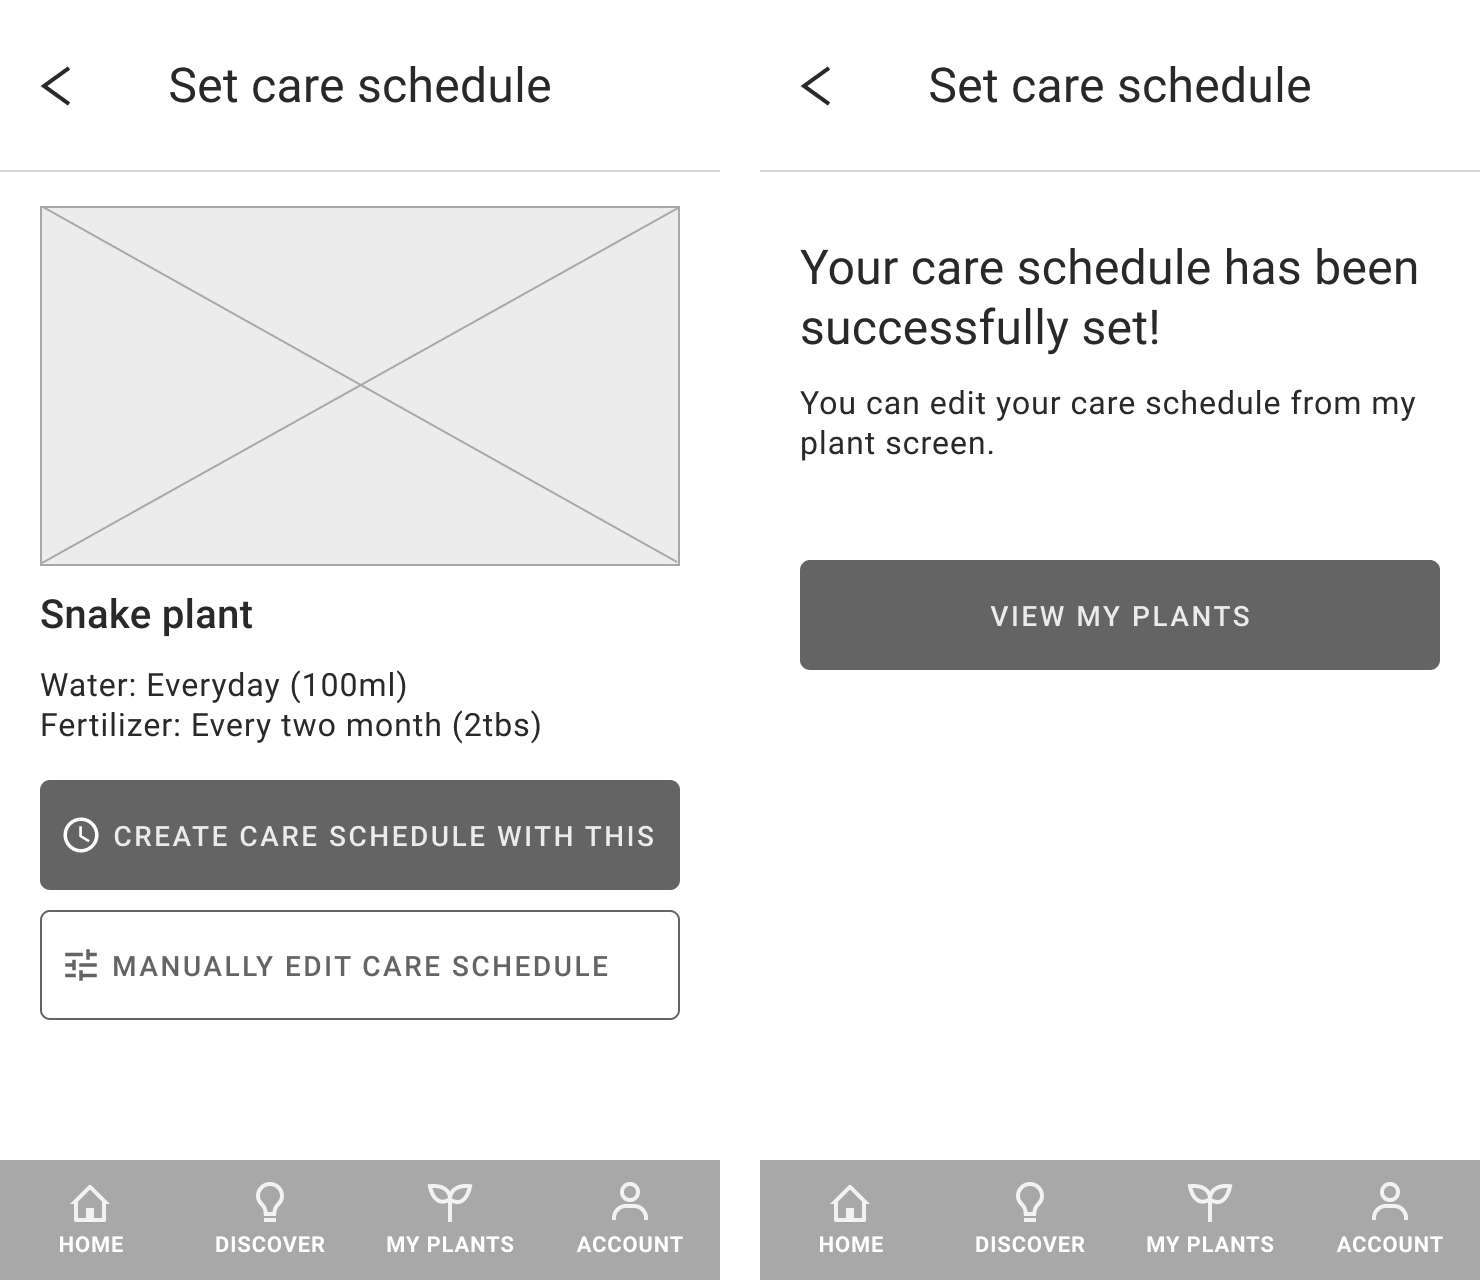 Set care schedule
Snake plant
Water: Everyday (100ml)
Fertilizer: Every two month (2tbs)
CREATE CARE SCHEDULE WITH THIS
MANUALLY EDIT CARE SCHEDULE
HOME
DISCOVER
MY PLANTS
ACCOUNT
Set care schedule
Your care schedule has been
successfully set!
You can edit your care schedule from my
plant screen.
VIEW MY PLANTS
HOME
DISCOVER
MY PLANTS
ACCOUNT